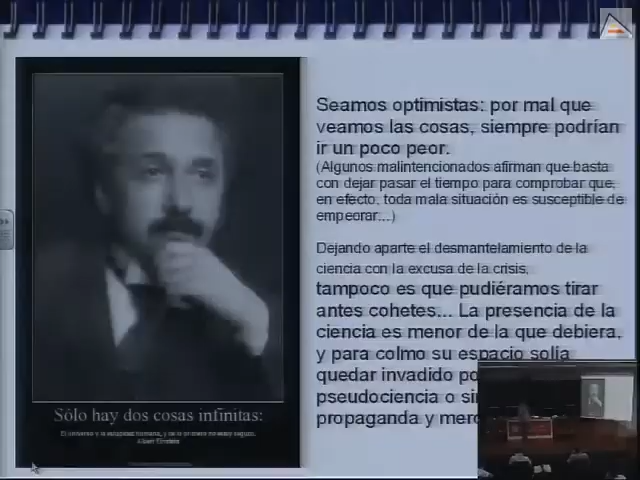 Seamos optimistas: por mal que
veamos las cosas, siempre podrían
ir un poco peor.
(Algunos malintencionados afirman que basta
con dejar pasar el tiempo para comprobar que,
en efecto, toda mala situación es susceptible de
empeorar...)
Dejando aparte el desmantelamiento de la
ciencia con la excusa de la crisis,
tampoco es que pudiéramos tirar
antes cohetes... La presencia de la
ciencia es menor de la que debiera,
y para colmo su espacio solía
quedar invadido po
pseudociencia o si
propaganda y merc
Sólo hay dos cosas infinitas:
El universo y la estupidad humana, y de lo primero no estoy seguro.
Albert Einstein